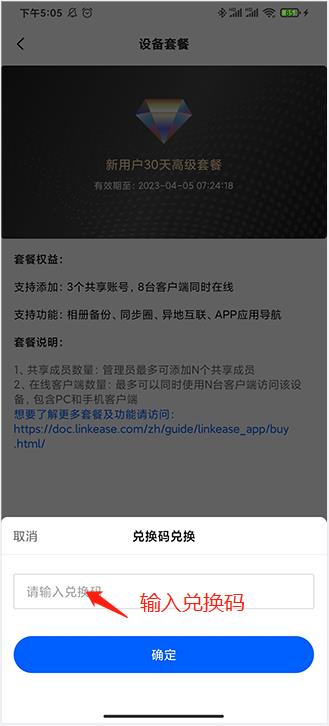 下午5:05
85
设备套餐
新用户30天高级套餐
有效期至：2023-04-05 07:24:18
套餐权益：
支持添加：3个共享账号，8台客户端同时在线
支持功能：相册备份、同步圈、异地互联、APP应用导航
套餐说明：
1、共享成员数量：管理员最多可添加N个共享成员
2、在线客户端数量：最多可以同时使用N台客户端访问该设
备，包含PC和手机客户端
想要了解更多套餐及功能请访问：
https://doc.linkease.com/zh/guide/linkease_app/buy
.html/
取消
兑换码兑换
请输入兑换码
输入兑换码
确定